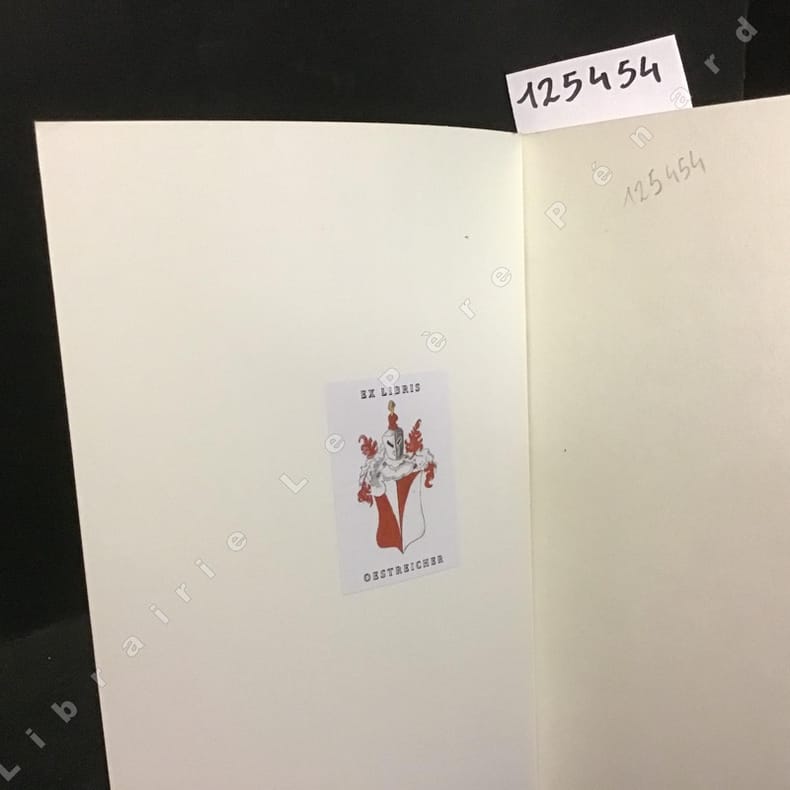 125454
125454
EX LIBRIS
OESTREICHER
Librairie Le Père Pénard